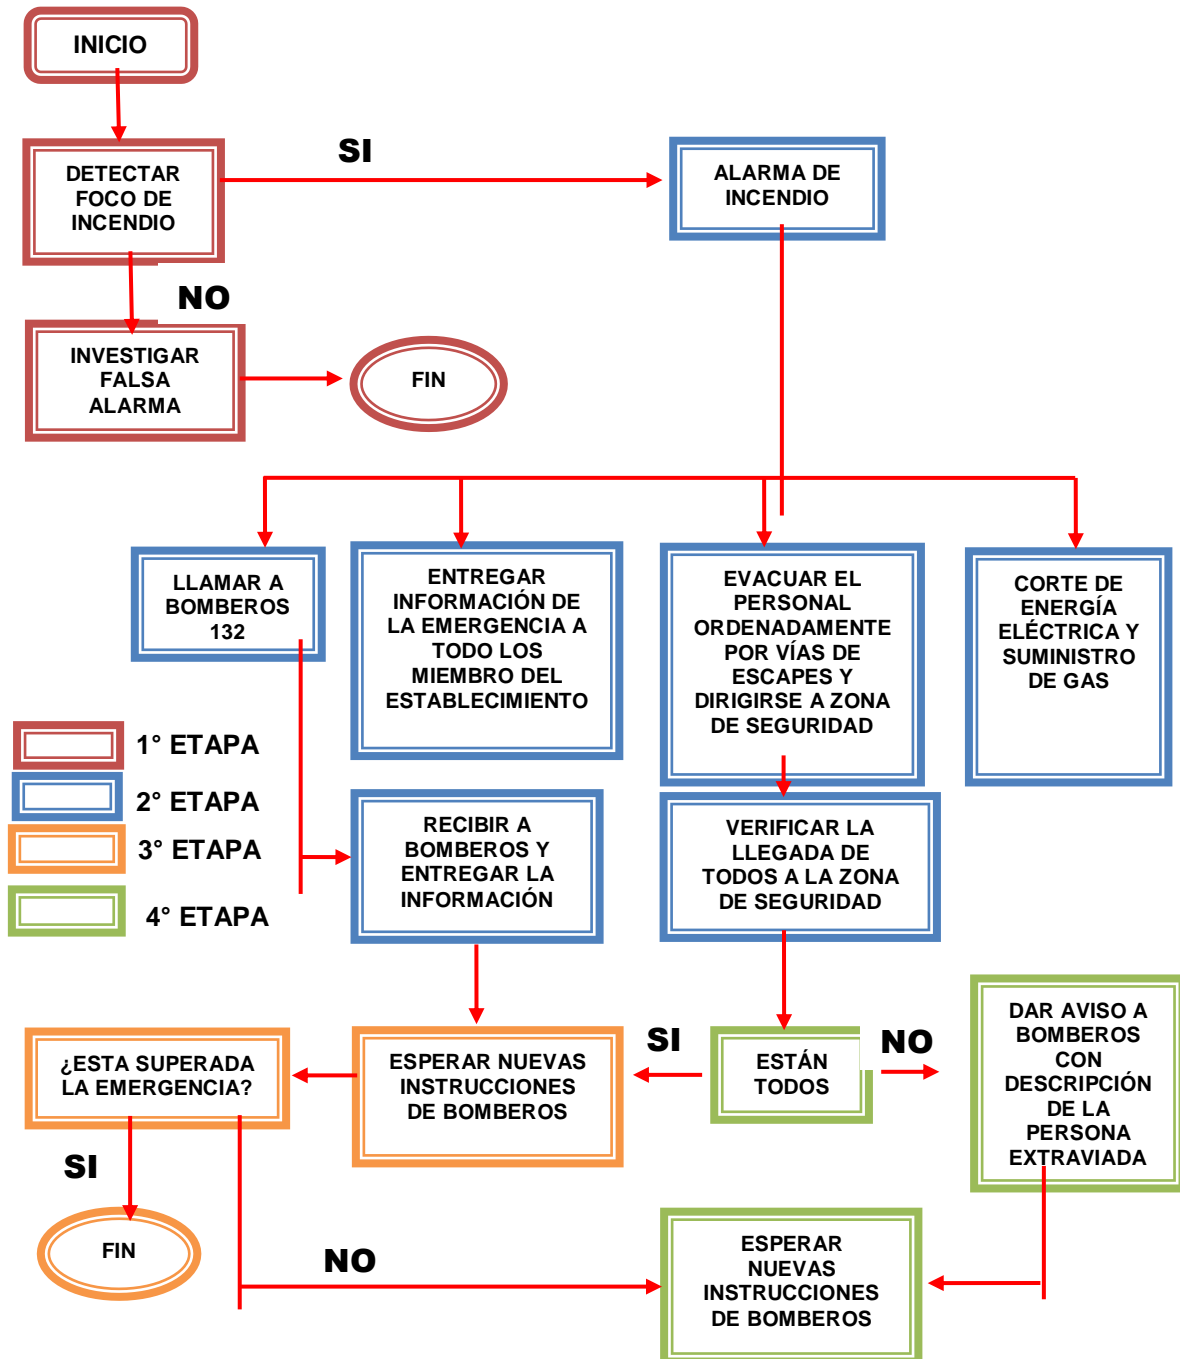 INICIO
SI
DETECTAR
FOCO DE
INCENDIO
ALARMA DE
INCENDIO
NO
INVESTIGAR
FALSA
ALARMA
FIN
LLAMAR A
BOMBEROS
132
ENTREGAR
INFORMACIÓN DE
LA EMERGENCIA A
TODO LOS
MIEMBRO DEL
ESTABLECIMIENTO
EVACUAR EL
PERSONAL
ORDENADAMENTE
POR VÍAS DE
ESCAPES Y
DIRIGIRSE A ZONA
DE SEGURIDAD
CORTE DE
ENERGÍA
ELÉCTRICA Y
SUMINISTRO
DE GAS
1° ETAPA
2° ETAPA
3° ETAPA
4° ETAPA
RECIBIR A
BOMBEROS Y
ENTREGAR LA
INFORMACIÓN
VERIFICAR LA
LLEGADA DE
TODOS A LA ZONA
DE SEGURIDAD
¿ESTA SUPERADA
LA EMERGENCIA?
ESPERAR NUEVAS
INSTRUCCIONES
DE BOMBEROS
SI
ESTÁN
TODOS
NO
DAR AVISO A
BOMBEROS
CON
DESCRIPCIÓN
DE LA
PERSONA
EXTRAVIADA
SI
FIN
NO
ESPERAR
NUEVAS
INSTRUCCIONES
DE BOMBEROS